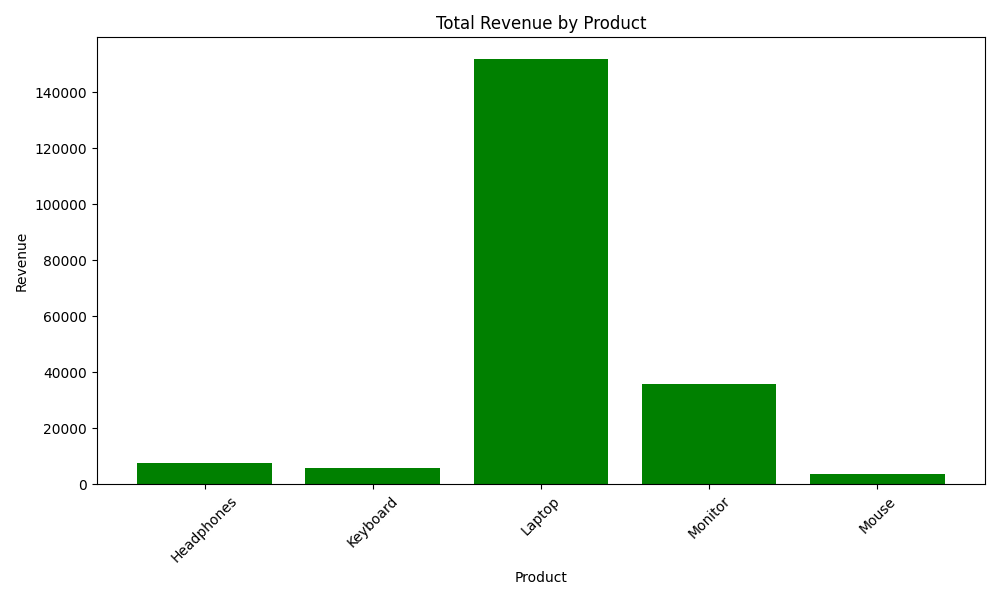 Total Revenue by Product
Revenue
140000
120000
100000
80000
60000
40000
20000
0
Headphones
Keyboard
Laptop
Monitor
Mouse
Product